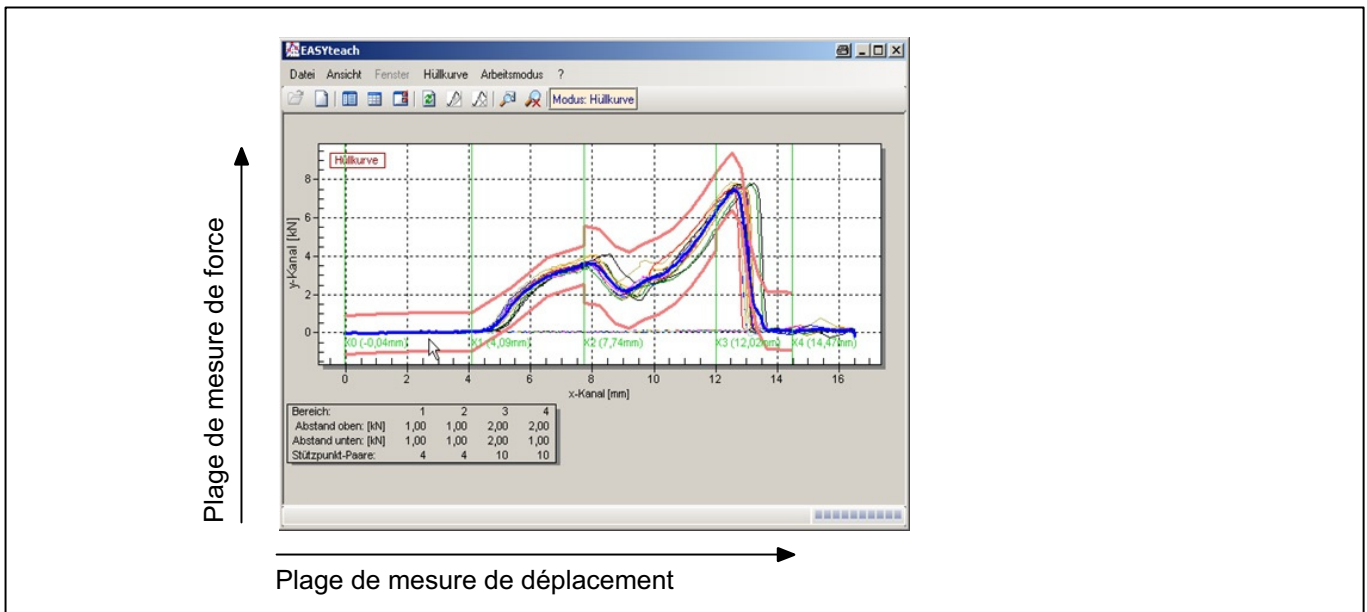 EASYteach
Datei Ansicht Fenster Hüllkurve Arbeitsmodus ?
Modus: Hüllkurve
Hüllkurve
8
6
4
2
0
y-Kanal [kN]
X0 (-0,04mm) X1 (4,09mm) X2 (7,74mm) X3 (12,02mm) X4 (14,47mm)
0 2 4 6 8 10 12 14 16
x-Kanal [mm]
Bereich: 1 2 3 4
Abstand oben: [kN] 1,00 1,00 2,00 2,00
Abstand unten: [kN] 1,00 1,00 2,00 1,00
Stützpunkt-Paare: 4 4 10 10
Plage de mesure de force
Plage de mesure de déplacement